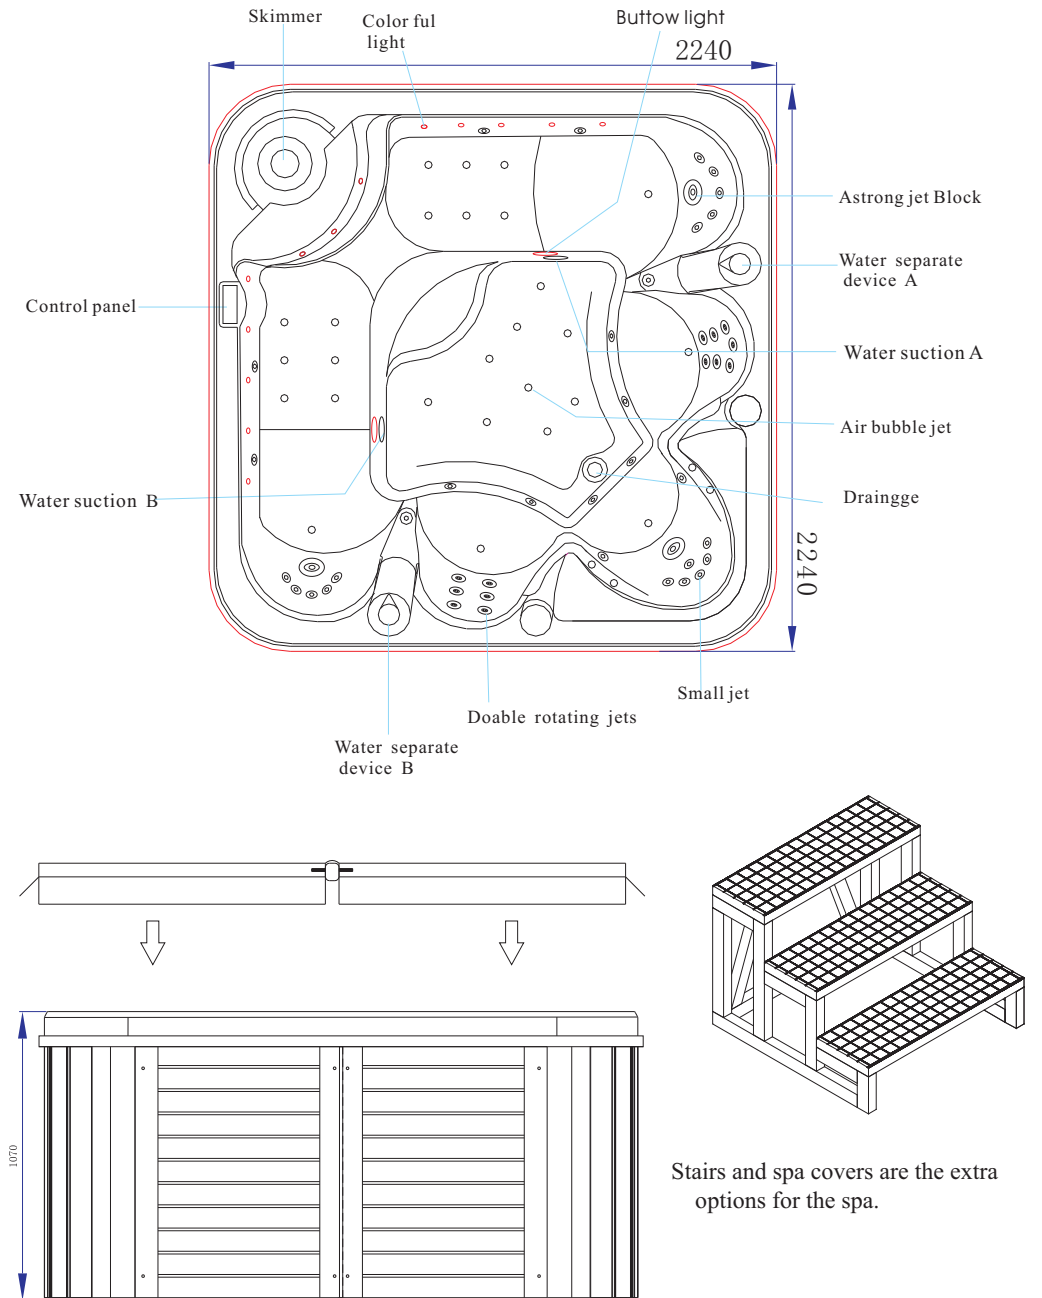 Skimmer
Color ful
light
Buttow light
2240
Astrong jet Block
Water separate
device A
Control panel
Water suction A
Air bubble jet
Water suction B
Draingge
2240
Small jet
Doable rotating jets
Water separate
device B
1070
Stairs and spa covers are the extra
options for the spa.